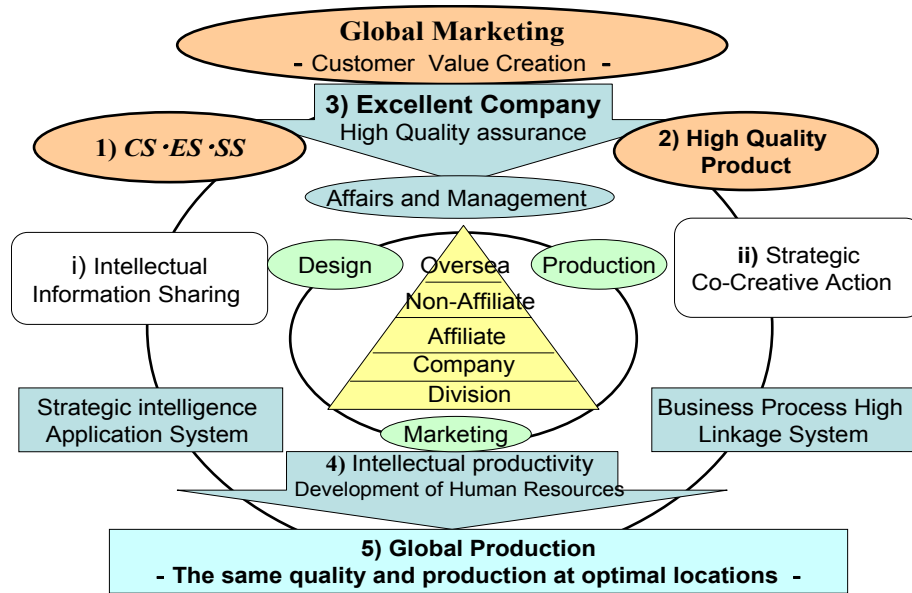 Global Marketing
- Customer Value Creation -
3) Excellent Company
High Quality assurance
1) CS・ES・SS
2) High Quality
Product
Affairs and Management
i) Intellectual
Information Sharing
Design
Production
ii) Strategic
Co-Creative Action
Oversea
Non-Affiliate
Affiliate
Company
Division
Strategic intelligence
Application System
Business Process High
Linkage System
Marketing
4) Intellectual productivity
Development of Human Resources
5) Global Production
- The same quality and production at optimal locations -